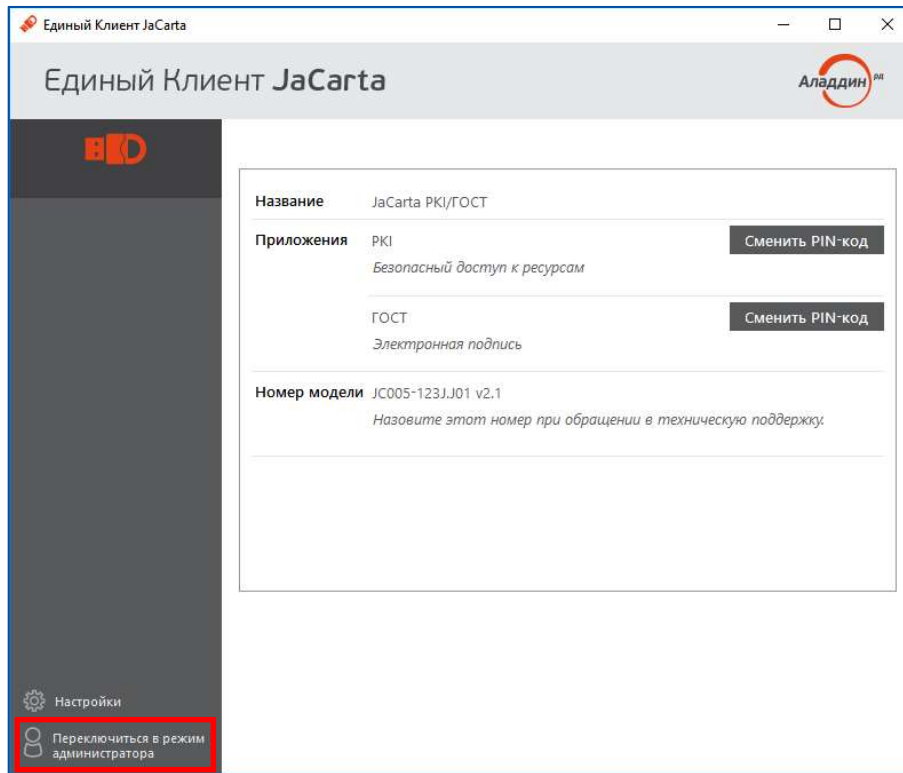 Единый Клиент JaCarta
Единый Клиент JaCarta
Аладдин РД
Название JaCarta PKI/ГОСТ
Приложения PKI Сменить PIN-код
Безопасный доступ к ресурсам
ГОСТ Сменить PIN-код
Электронная подпись
Номер модели JC005-123J.J01 v2.1
Назовите этот номер при обращении в техническую поддержку.
Настройки
Переключиться в режим
администратора